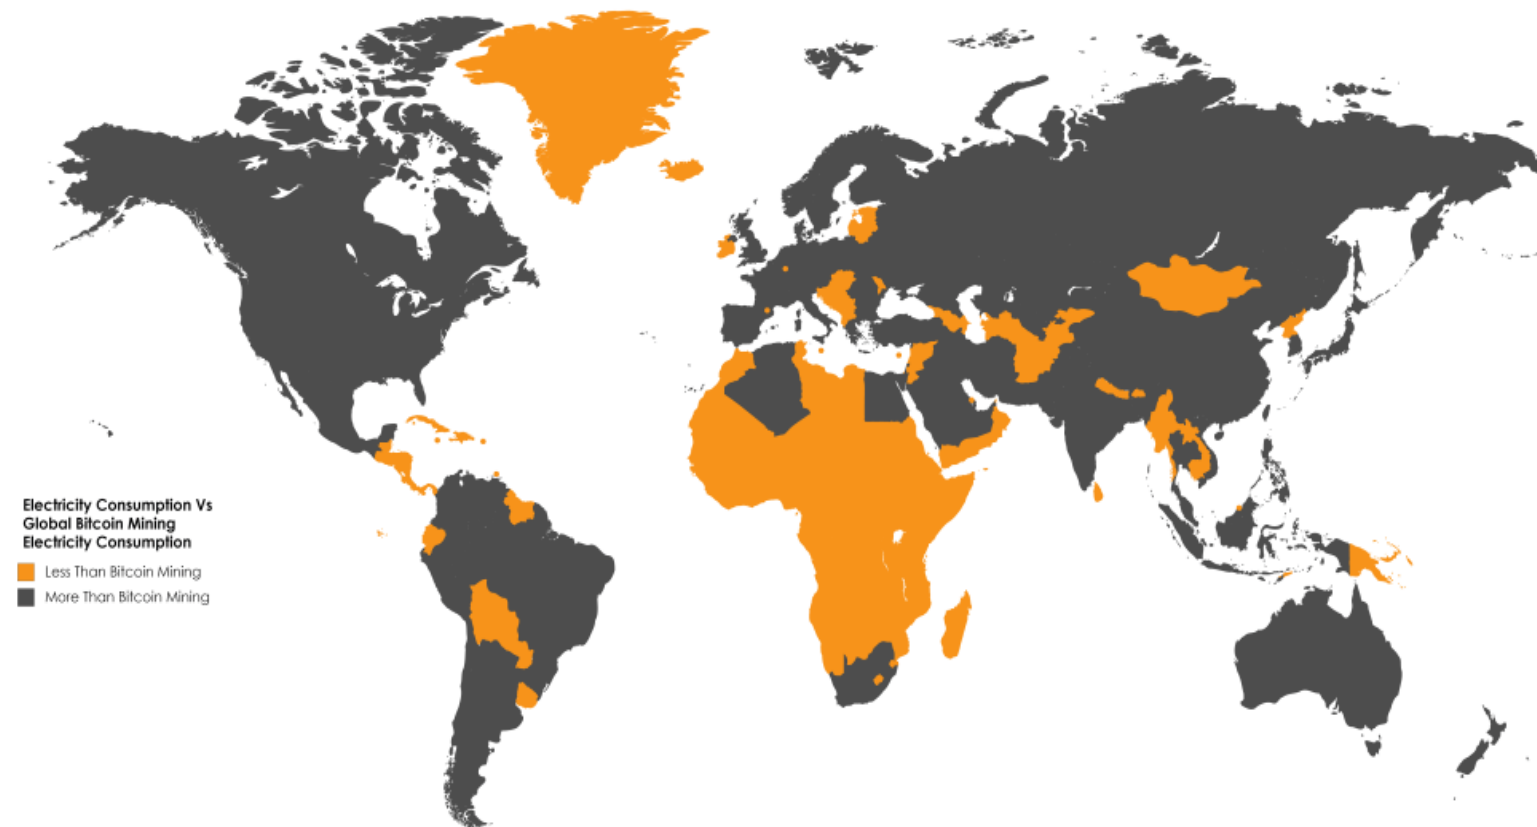 Electricity Consumption Vs
Global Bitcoin Mining
Electricity Consumption
Less Than Bitcoin Mining
More Than Bitcoin Mining